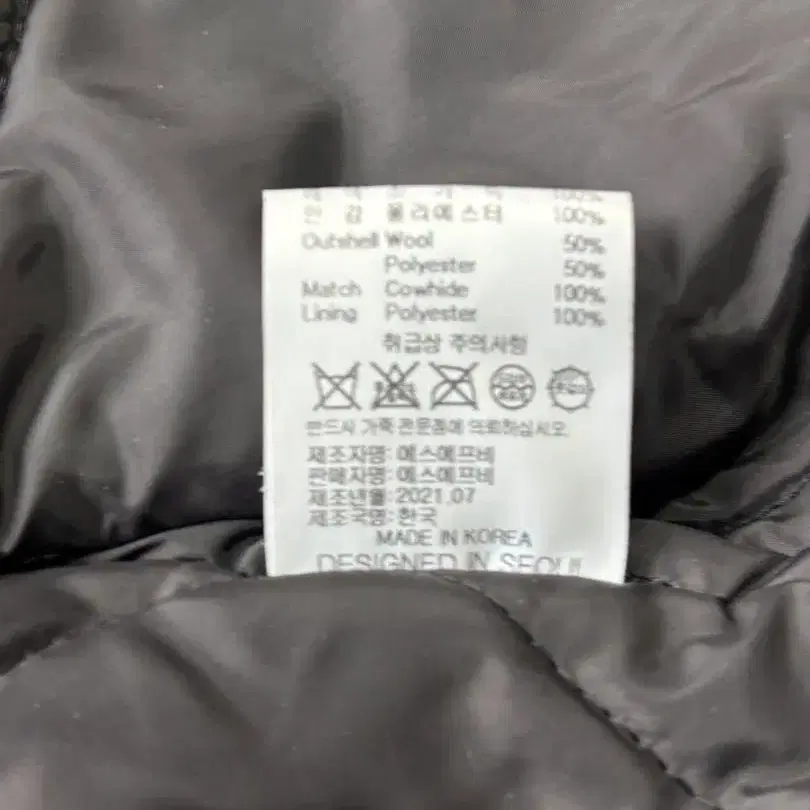 100%
안 감 폴리에스터 100%
Outshell Wool 50%
Polyester 50%
Match Cowhide 100%
Lining Polyester 100%
취급상 주의사항
반드시 가죽 전문점에 의뢰하십시오.
제조자명: 에스에프비
판매자명: 에스에프비
제조년월: 2021.07
제조국명: 한국
MADE IN KOREA
DESIGNED IN SEOUL